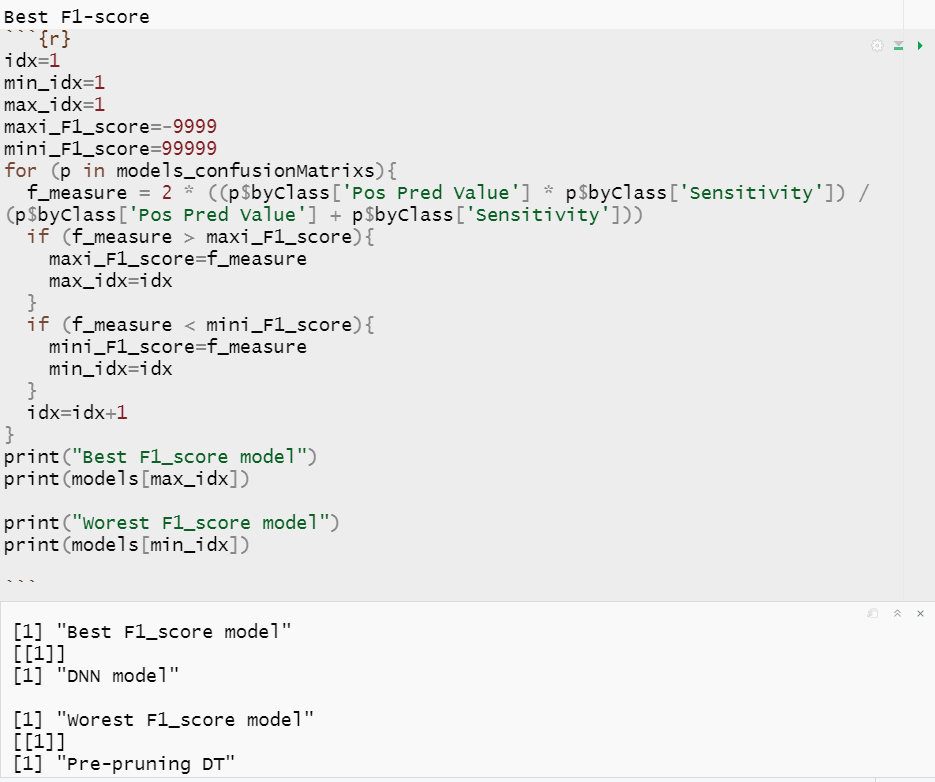 Best F1-score
```{r}
idx=1
min_idx=1
max_idx=1
maxi_F1_score=-9999
mini_F1_score=99999
for (p in models_confusionMatrixs){
  f_measure = 2 * ((p$byClass['Pos Pred Value'] * p$byClass['Sensitivity']) /
(p$byClass['Pos Pred Value'] + p$byClass['Sensitivity']))
  if (f_measure > maxi_F1_score){
    maxi_F1_score=f_measure
    max_idx=idx
  }
  if (f_measure < mini_F1_score){
    mini_F1_score=f_measure
    min_idx=idx
  }
  idx=idx+1
}
print("Best F1_score model")
print(models[max_idx])

print("Worest F1_score model")
print(models[min_idx])

```
[1] "Best F1_score model"
[[1]]
[1] "DNN model"

[1] "Worest F1_score model"
[[1]]
[1] "Pre-pruning DT"